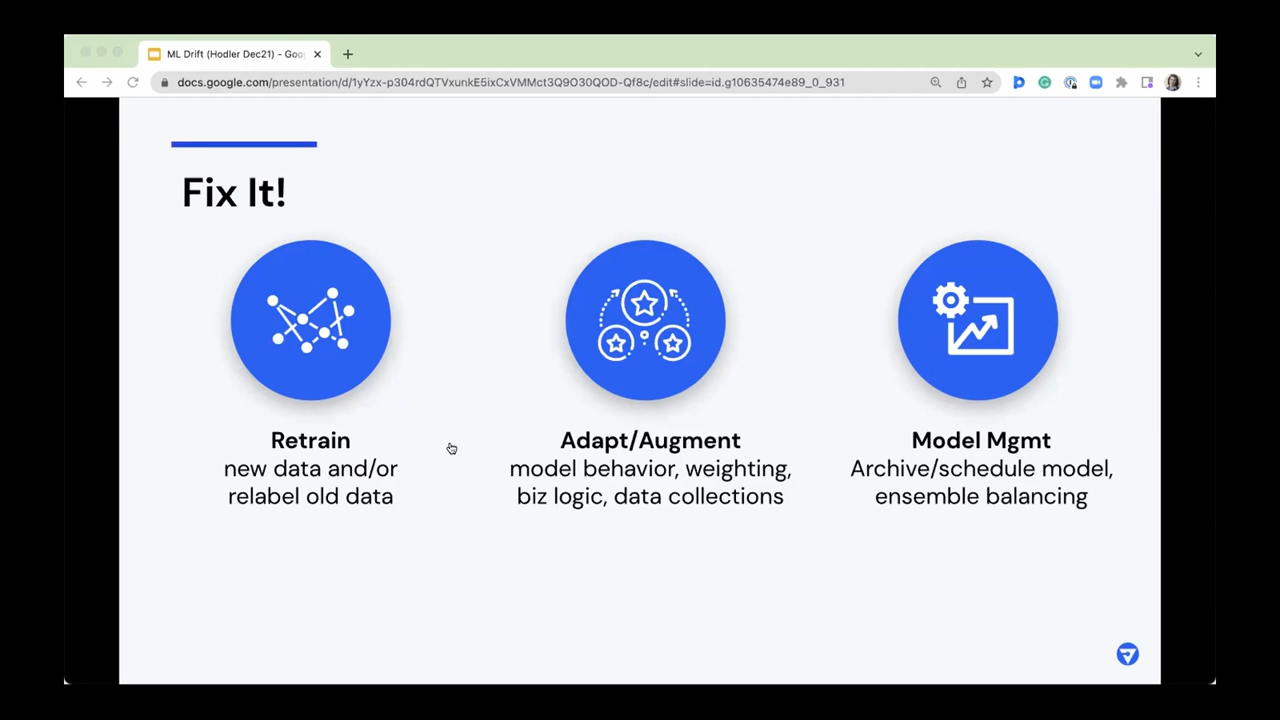 ML Drift (Hodler Dec21) - Goo
docs.google.com/presentation/d/1yYzx-p304rdQTVxunkE5ixCxVMMct3Q9O30QOD-Qf8c/edit#slide=id.g10635474e89_0_931
Fix It!
Retrain
new data and/or
relabel old data
Adapt/Augment
model behavior, weighting,
biz logic, data collections
Model Mgmt
Archive/schedule model,
ensemble balancing